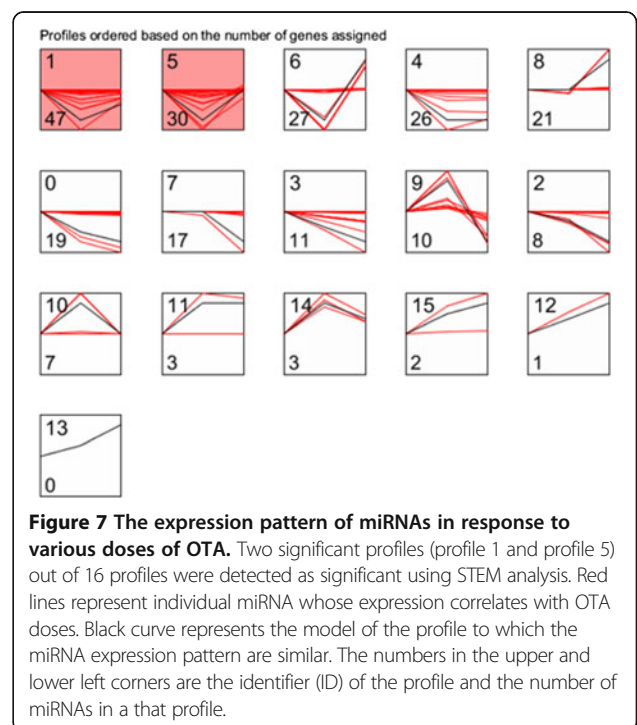 Profiles ordered based on the number of genes assigned
1 5 6 4 8
47 30 27 26 21
0 7 3 9 2
19 17 11 10 8
10 11 14 15 12
7 3 3 2 1
13
0
Figure 7 The expression pattern of miRNAs in response to
various doses of OTA. Two significant profiles (profile 1 and profile 5)
out of 16 profiles were detected as significant using STEM analysis. Red
lines represent individual miRNA whose expression correlates with OTA
doses. Black curve represents the model of the profile to which the
miRNA expression pattern are similar. The numbers in the upper and
lower left corners are the identifier (ID) of the profile and the number of
miRNAs in a that profile.